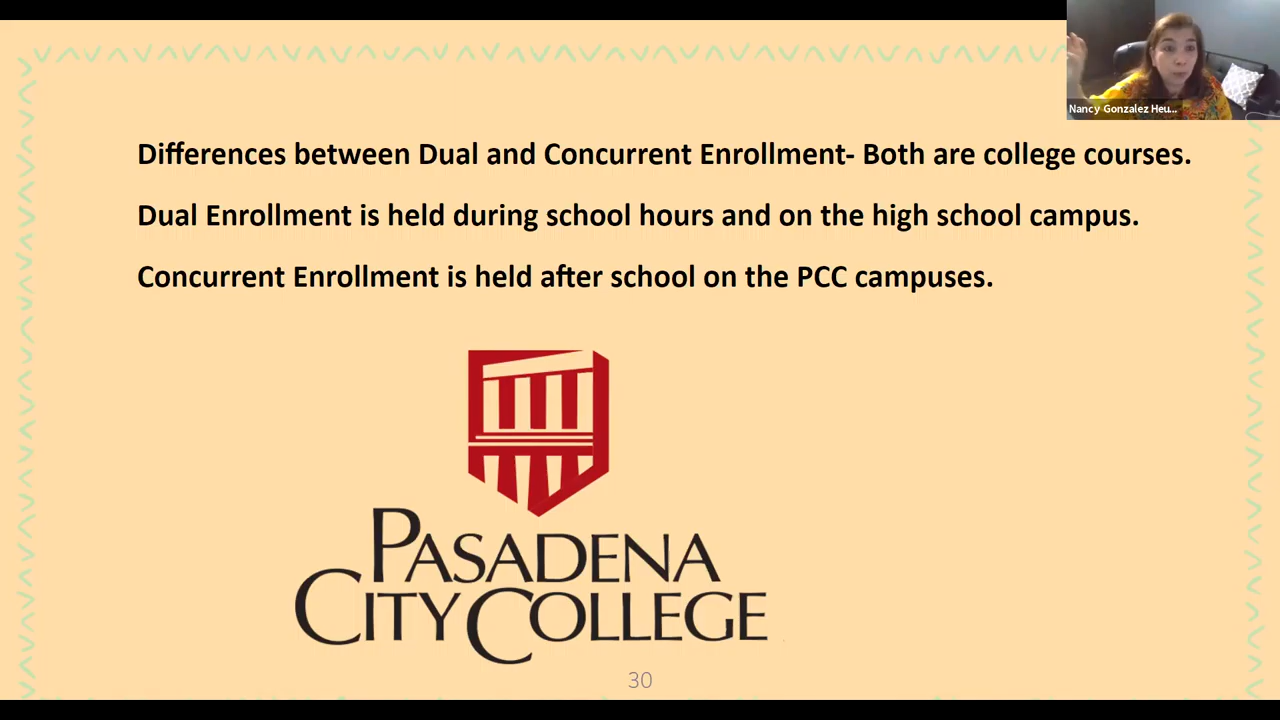 Nancy Gonzalez Heu...
Differences between Dual and Concurrent Enrollment- Both are college courses.
Dual Enrollment is held during school hours and on the high school campus.
Concurrent Enrollment is held after school on the PCC campuses.
PASADENA
CITY COLLEGE
30